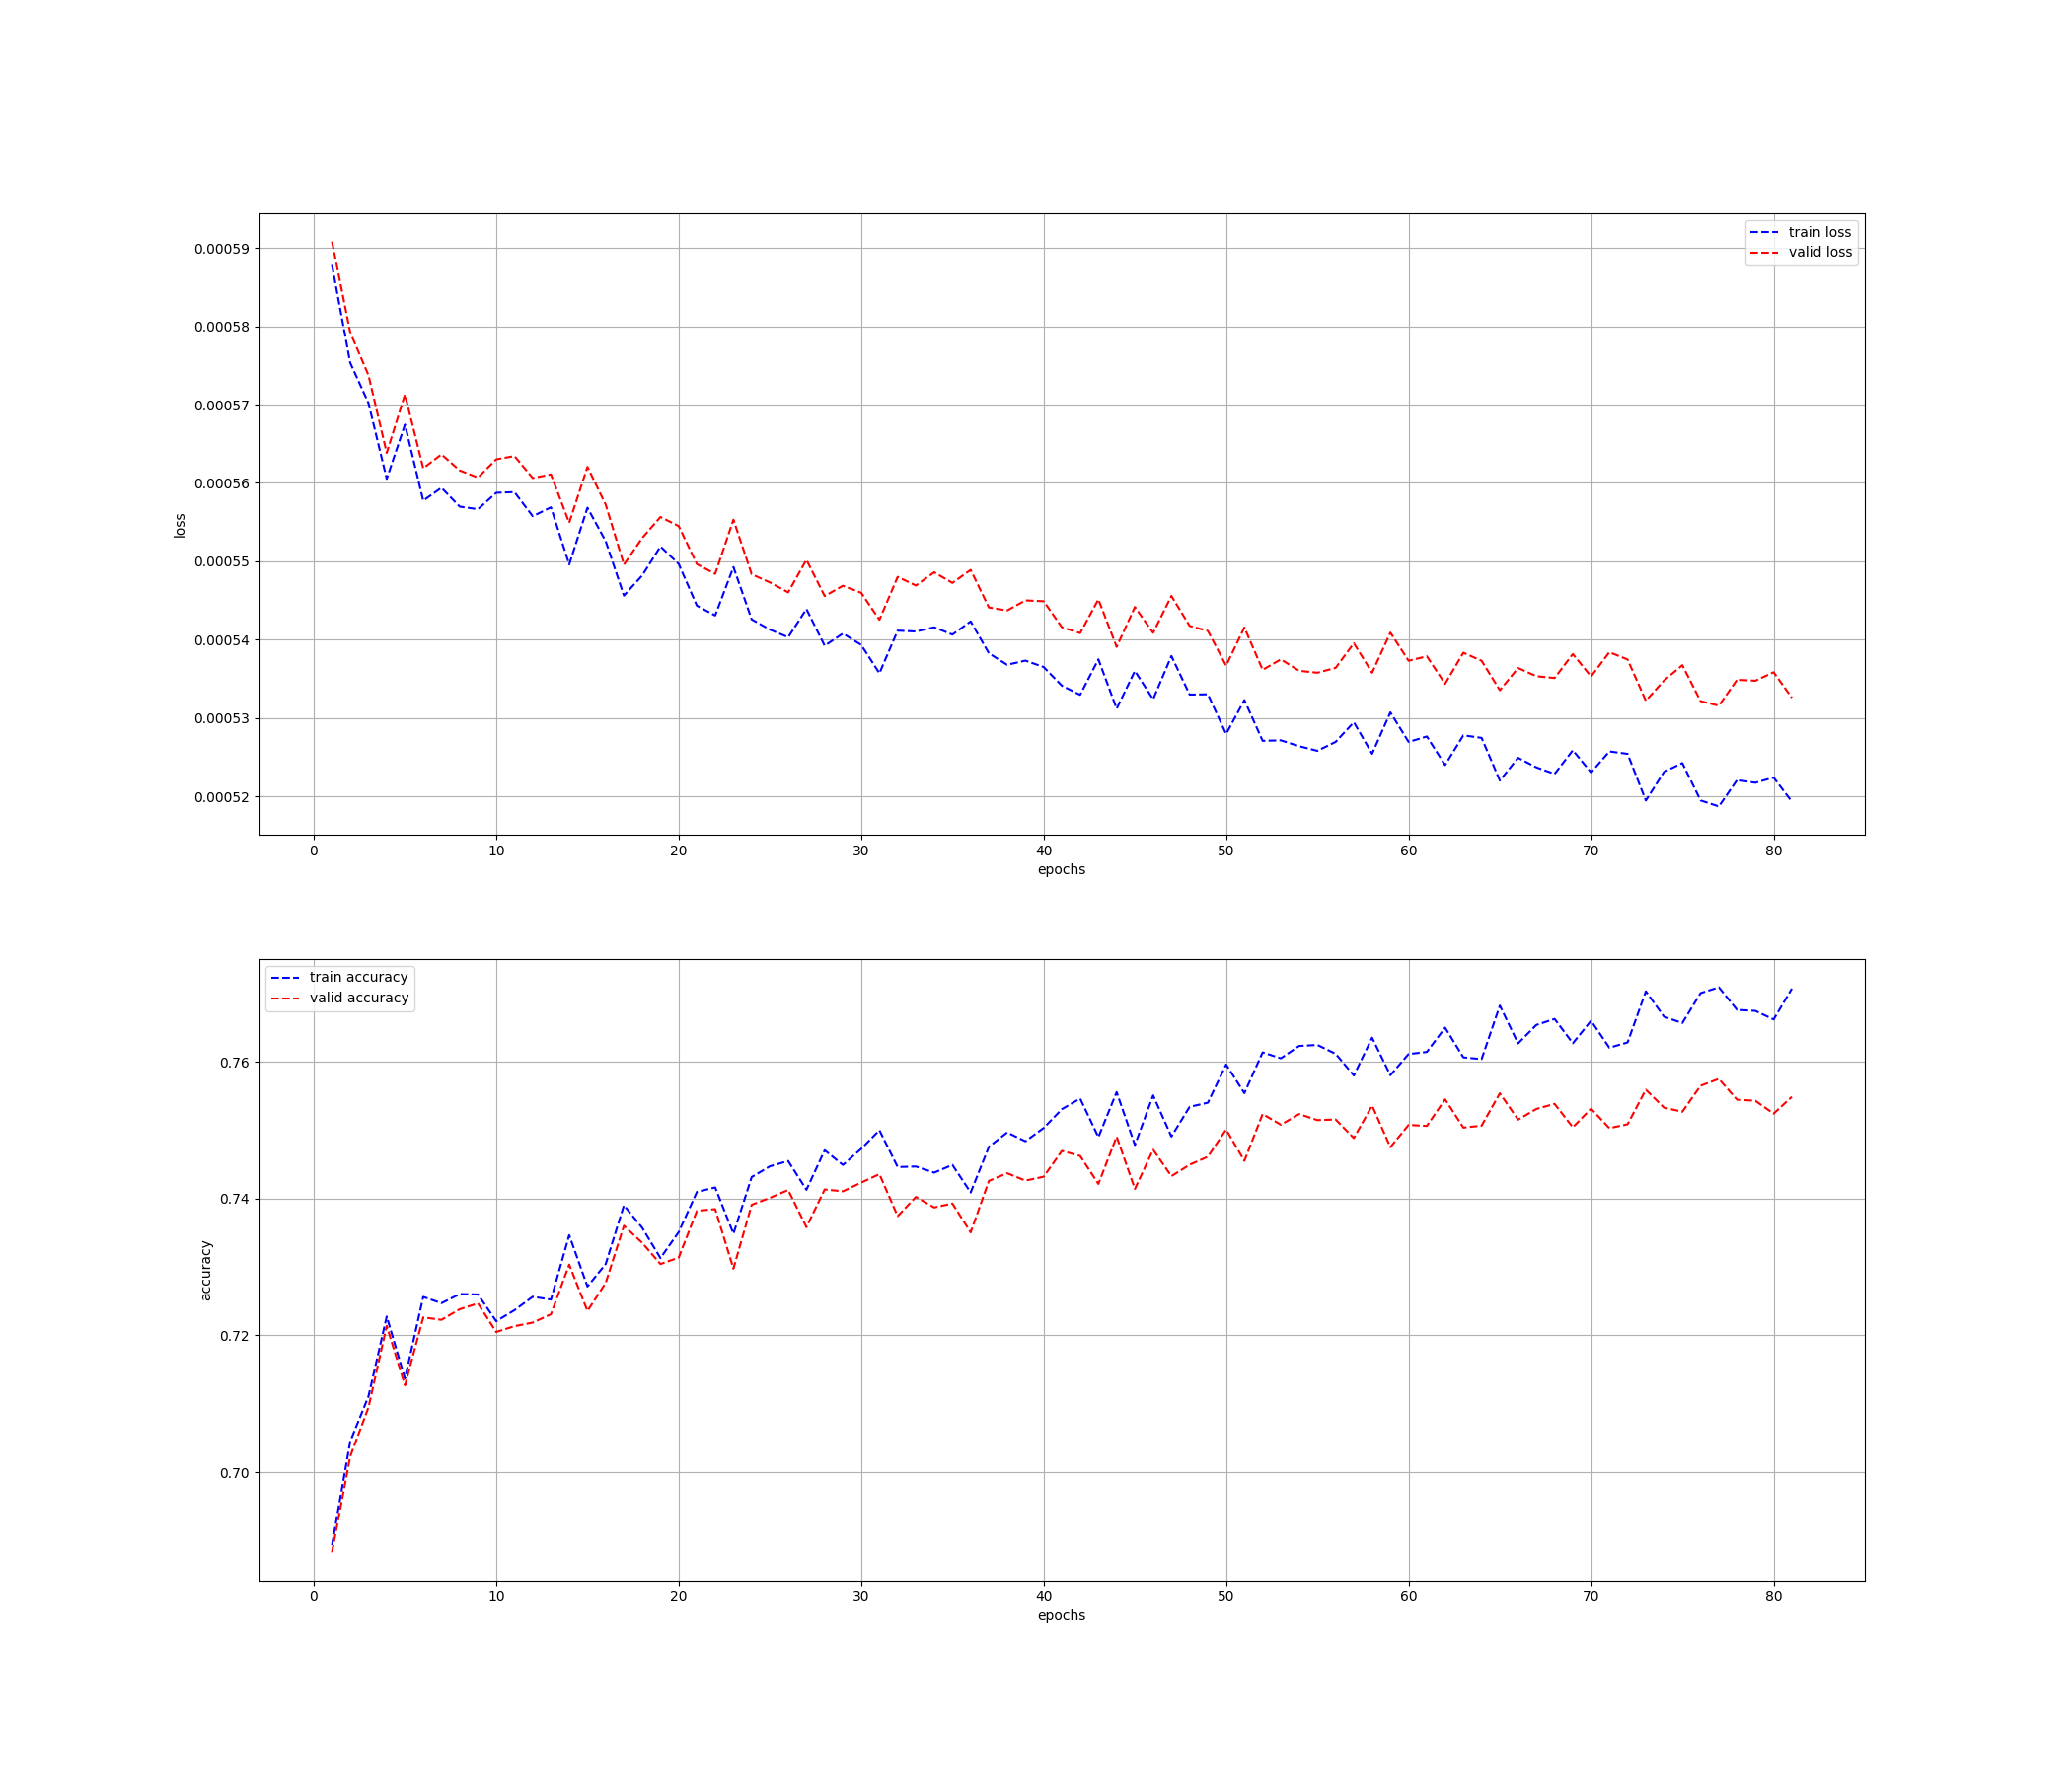 train loss
valid loss
0.00059
0.00058
0.00057
0.00056
0.00055
0.00054
0.00053
0.00052
loss
0 10 20 30 40 50 60 70 80
epochs
train accuracy
valid accuracy
0.76
0.74
0.72
0.70
accuracy
0 10 20 30 40 50 60 70 80
epochs